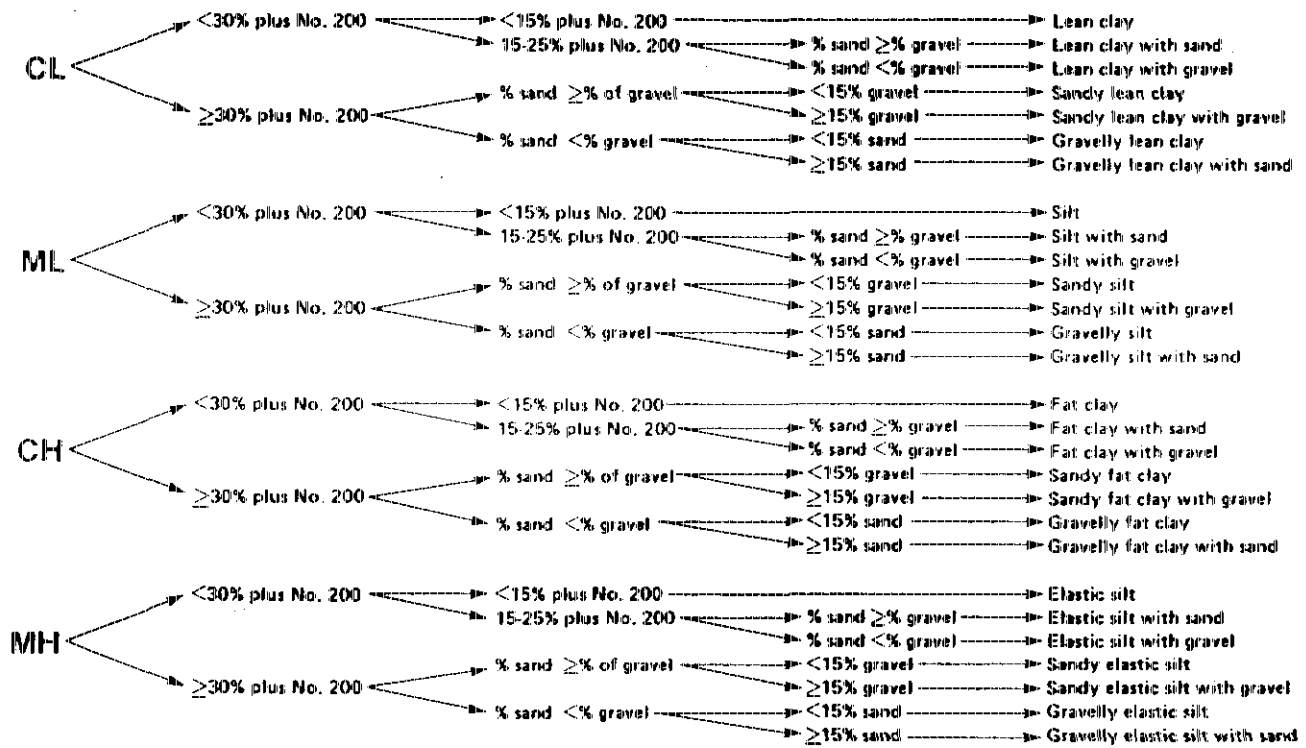 <30% plus No. 200 <15% plus No. 200 Lean clay
15-25% plus No. 200 % sand ≥% gravel Lean clay with sand
CL % sand <% gravel Lean clay with gravel
% sand ≥% of gravel <15% gravel Sandy lean clay
≥30% plus No. 200 ≥15% gravel Sandy lean clay with gravel
% sand <% gravel <15% sand Gravelly lean clay
≥15% sand Gravelly lean clay with sand
<30% plus No. 200 <15% plus No. 200 Silt
15-25% plus No. 200 % sand ≥% gravel Silt with sand
ML % sand <% gravel Silt with gravel
% sand ≥% of gravel <15% gravel Sandy silt
≥30% plus No. 200 ≥15% gravel Sandy silt with gravel
% sand <% gravel <15% sand Gravelly silt
≥15% sand Gravelly silt with sand
<30% plus No. 200 <15% plus No. 200 Fat clay
15-25% plus No. 200 % sand ≥% gravel Fat clay with sand
CH % sand <% gravel Fat clay with gravel
% sand ≥% of gravel <15% gravel Sandy fat clay
≥30% plus No. 200 ≥15% gravel Sandy fat clay with gravel
% sand <% gravel <15% sand Gravelly fat clay
≥15% sand Gravelly fat clay with sand
<30% plus No. 200 <15% plus No. 200 Elastic silt
15-25% plus No. 200 % sand ≥% gravel Elastic silt with sand
MH % sand <% gravel Elastic silt with gravel
% sand ≥% of gravel <15% gravel Sandy elastic silt
≥30% plus No. 200 ≥15% gravel Sandy elastic silt with gravel
% sand <% gravel <15% sand Gravelly elastic silt
≥15% sand Gravelly elastic silt with sand